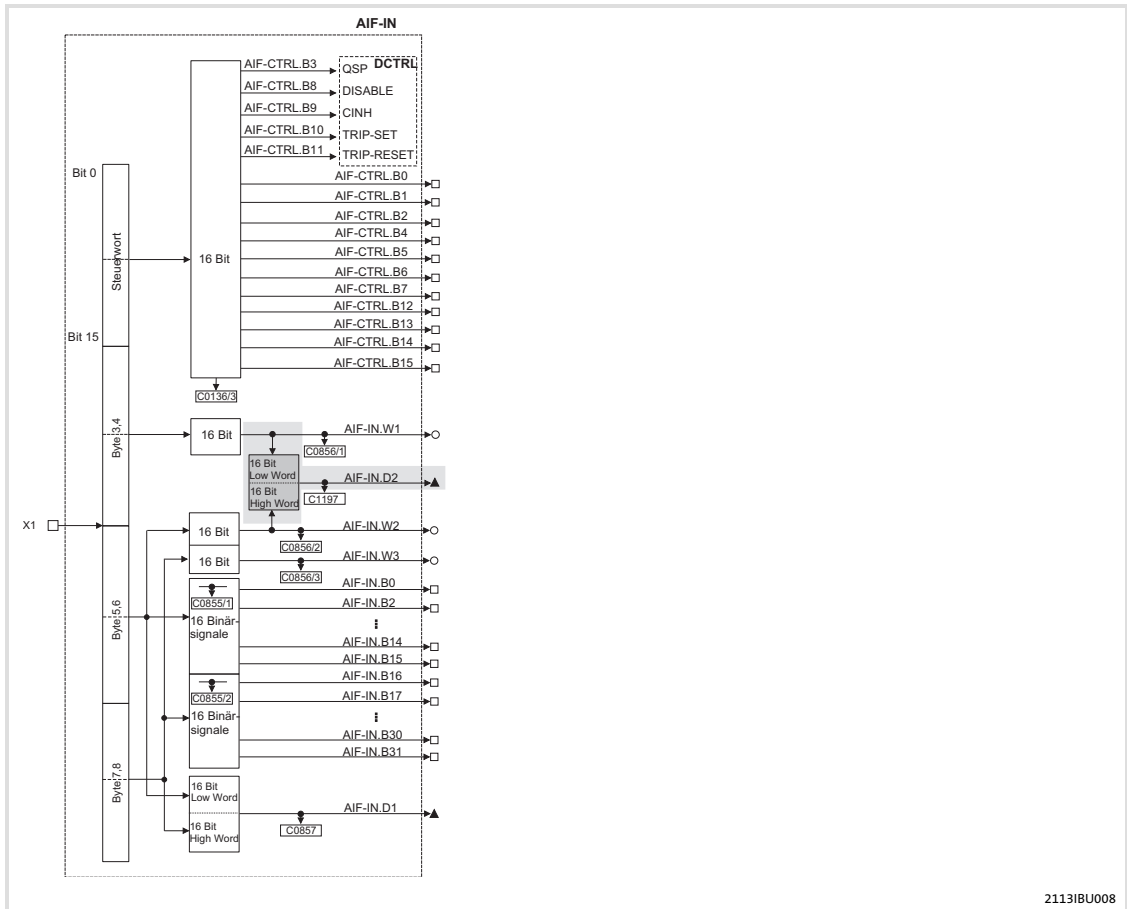 AIF-IN
AIF-CTRL.B3
QSP
DCTRL
AIF-CTRL.B8
DISABLE
AIF-CTRL.B9
CINH
AIF-CTRL.B10
TRIP-SET
AIF-CTRL.B11
TRIP-RESET
Bit 0
Steuerwort
Bit 15
16 Bit
AIF-CTRL.B0
AIF-CTRL.B1
AIF-CTRL.B2
AIF-CTRL.B4
AIF-CTRL.B5
AIF-CTRL.B6
AIF-CTRL.B7
AIF-CTRL.B12
AIF-CTRL.B13
AIF-CTRL.B14
AIF-CTRL.B15
C0136/3
Byte 3,4
16 Bit
AIF-IN.W1
C0856/1
16 Bit
Low Word
16 Bit
High Word
AIF-IN.D2
C1197
X1
16 Bit
AIF-IN.W2
C0856/2
16 Bit
AIF-IN.W3
C0856/3
Byte 5,6
C0855/1
16 Binär-
signale
AIF-IN.B0
AIF-IN.B2
AIF-IN.B14
AIF-IN.B15
C0855/2
16 Binär-
signale
AIF-IN.B16
AIF-IN.B17
AIF-IN.B30
AIF-IN.B31
Byte 7,8
16 Bit
Low Word
16 Bit
High Word
AIF-IN.D1
C0857
2113IBU008